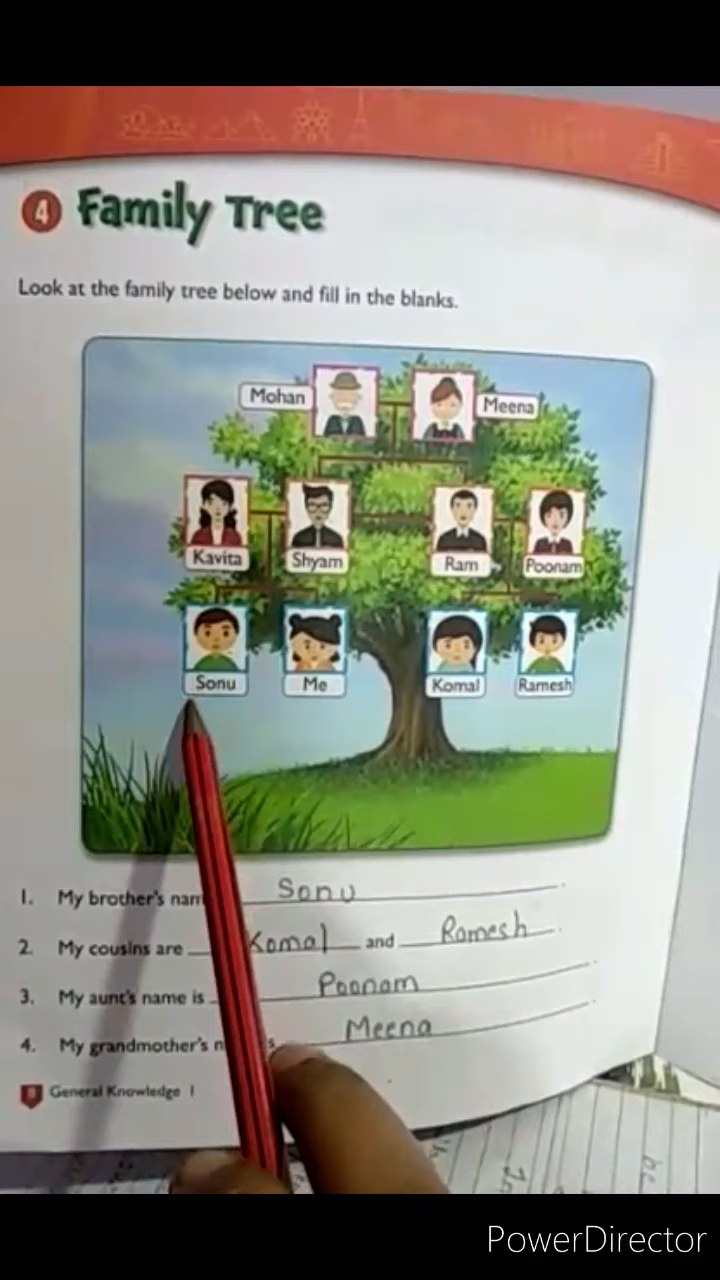 4 Family Tree
Look at the family tree below and fill in the blanks.
Mohan
Meena
Kavita
Shyam
Ram
Poonam
Sonu
Me
Komal
Ramesh
1. My brother's nam Sonu.
2. My cousins are Komal and Ramesh.
3. My aunt's name is Poonam.
4. My grandmother's n s Meena.
8 General Knowledge 1
PowerDirector